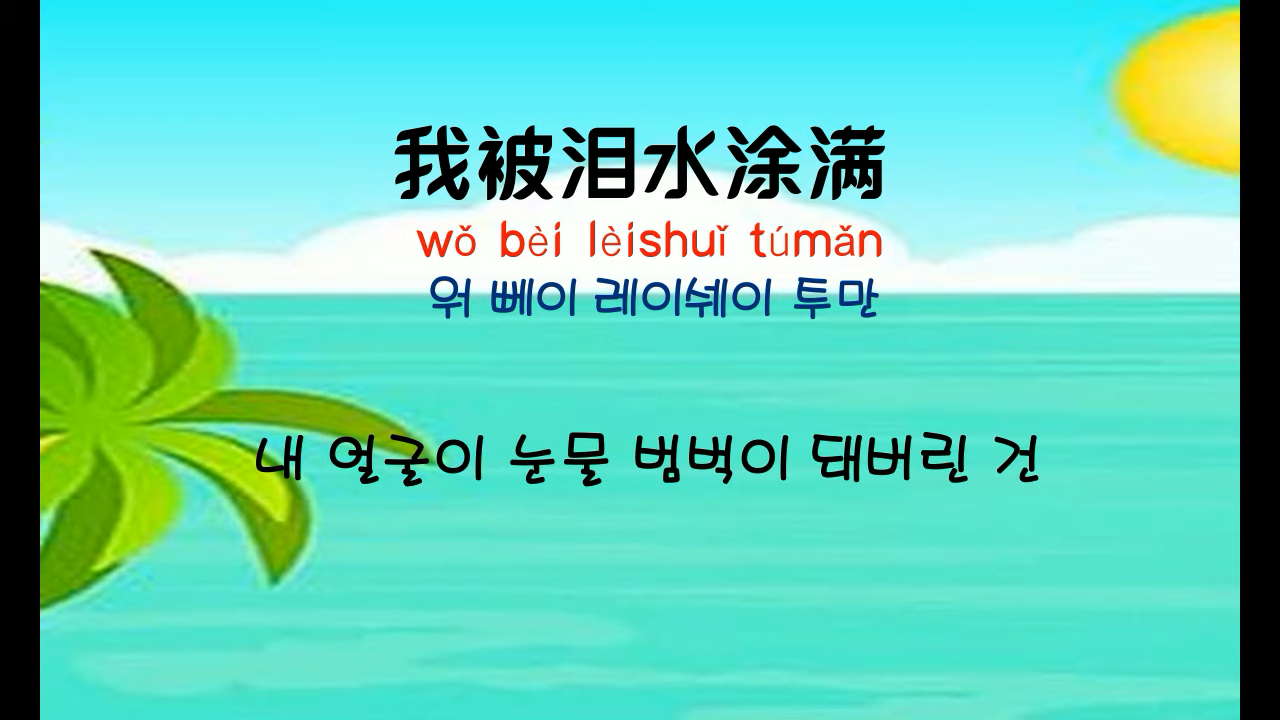 我被泪水涂满
wǒ bèi lèishuǐ túmǎn
워 뻬이 레이쉐이 투만
내 얼굴이 눈물 범벅이 돼버린 건